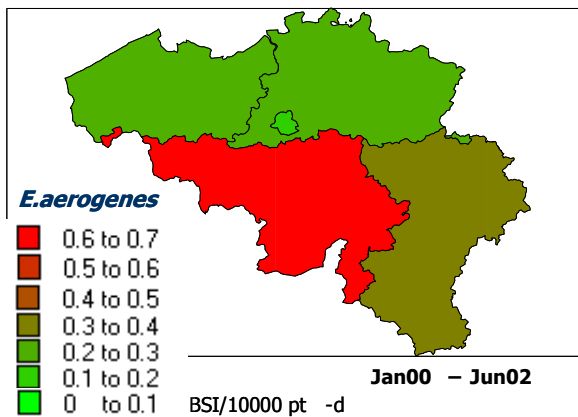 E.aerogenes
0.6 to 0.7
0.5 to 0.6
0.4 to 0.5
0.3 to 0.4
0.2 to 0.3
0.1 to 0.2
0 to 0.1
Jan00 – Jun02
BSI/10000 pt -d